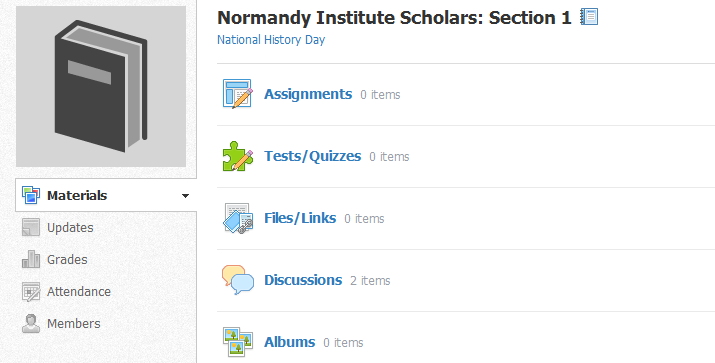 Normandy Institute Scholars: Section 1
National History Day
Materials
Updates
Grades
Attendance
Members
Assignments 0 items
Tests/Quizzes 0 items
Files/Links 0 items
Discussions 2 items
Albums 0 items